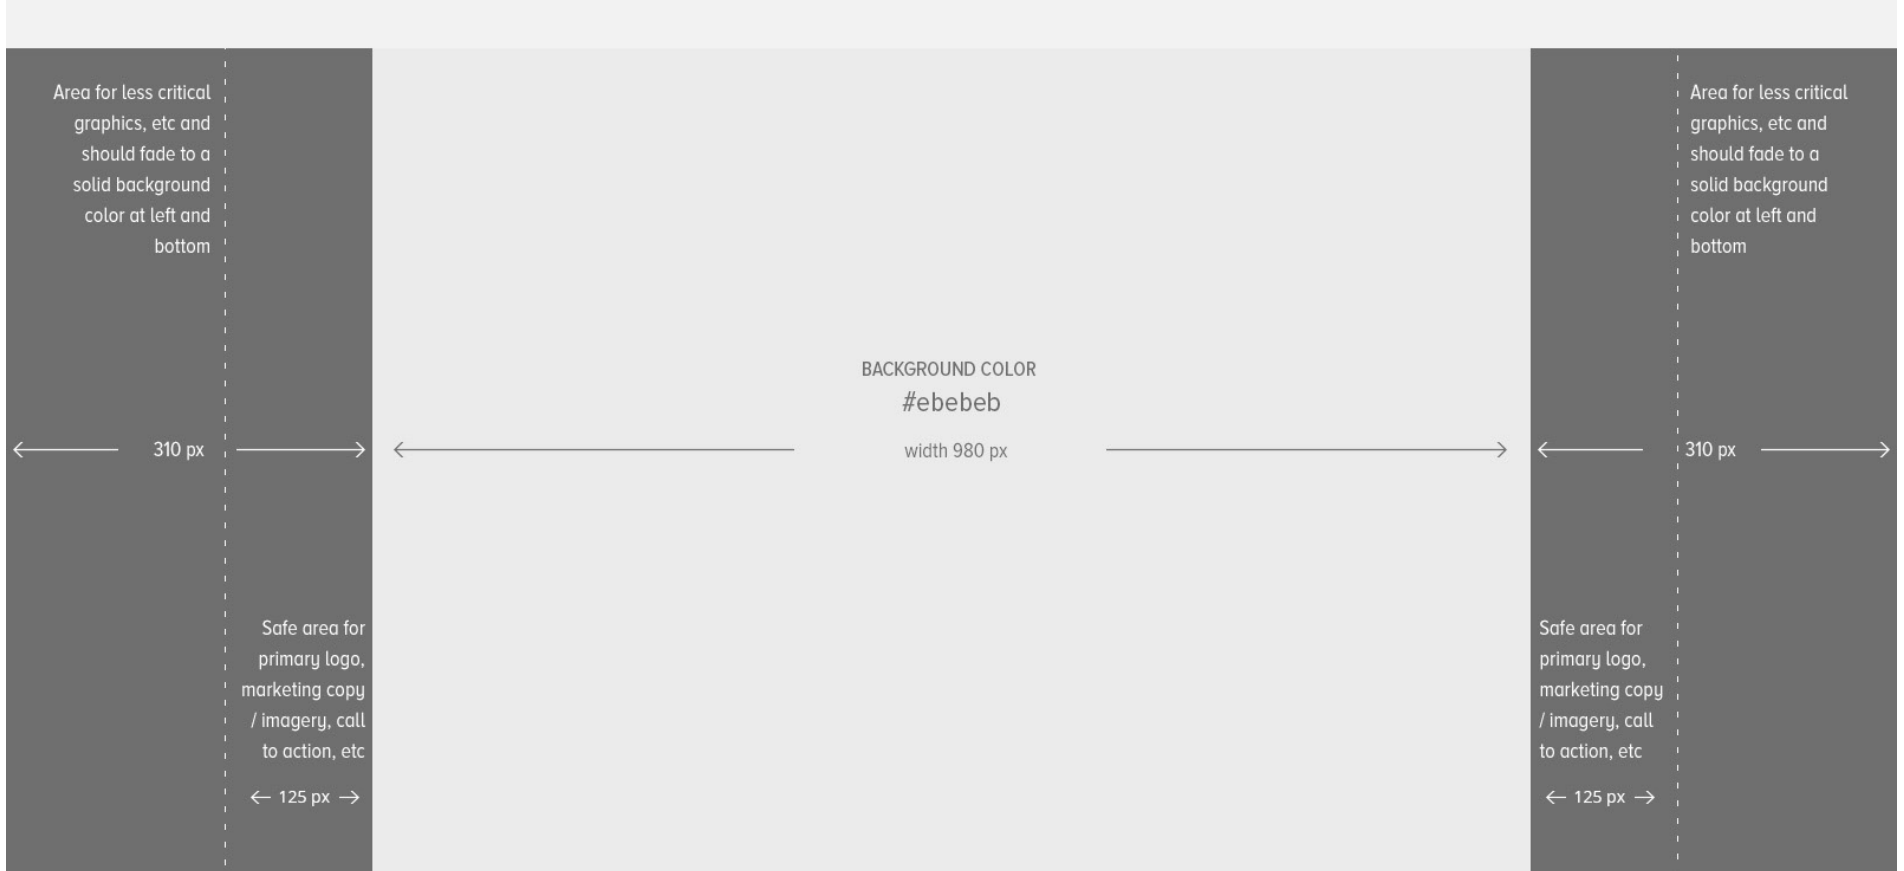 Area for less critical
graphics, etc and
should fade to a
solid background
color at left and
bottom
310 px
Safe area for
primary logo,
marketing copy
/ imagery, call
to action, etc
125 px
BACKGROUND COLOR
#ebebeb
width 980 px
Area for less critical
graphics, etc and
should fade to a
solid background
color at left and
bottom
310 px
Safe area for
primary logo,
marketing copy
/ imagery, call
to action, etc
125 px